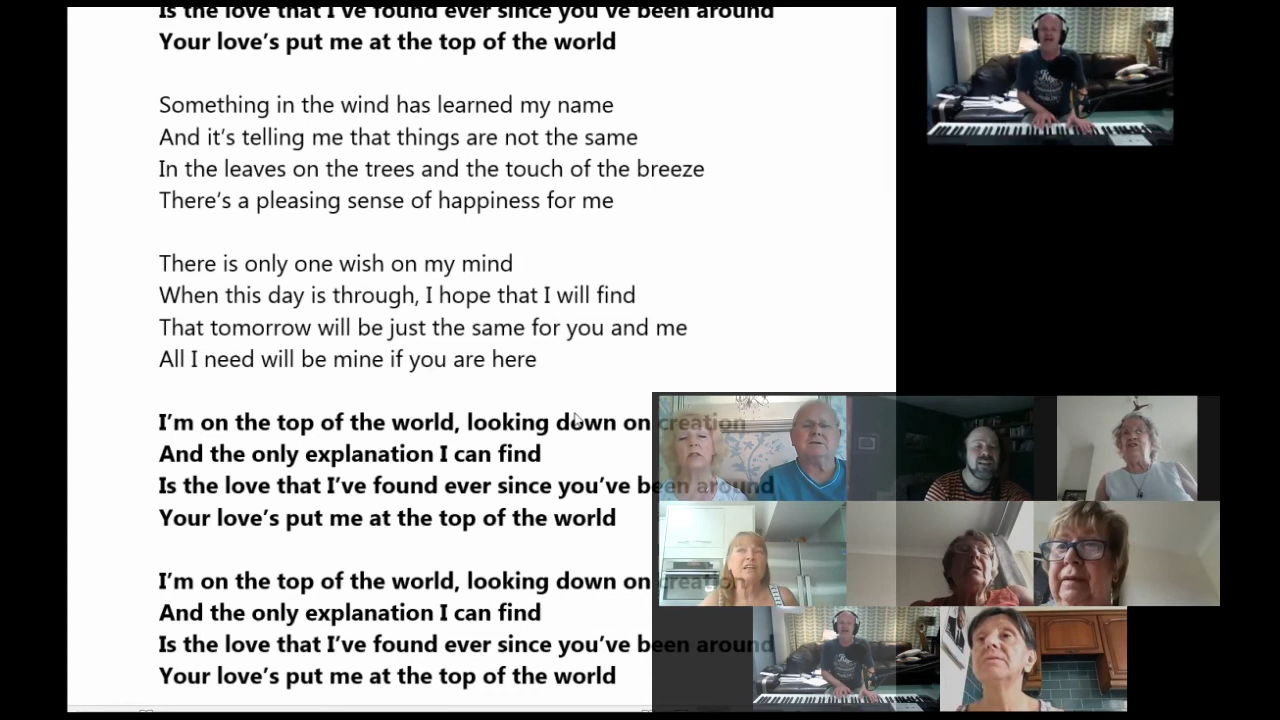 Is the love that I've found ever since you've been around
Your love's put me at the top of the world
Something in the wind has learned my name
And it's telling me that things are not the same
In the leaves on the trees and the touch of the breeze
There's a pleasing sense of happiness for me
There is only one wish on my mind
When this day is through, I hope that I will find
That tomorrow will be just the same for you and me
All I need will be mine if you are here
I'm on the top of the world, looking down on creation
And the only explanation I can find
Is the love that I've found ever since you've been around
Your love's put me at the top of the world
I'm on the top of the world, looking down on creation
And the only explanation I can find
Is the love that I've found ever since you've been around
Your love's put me at the top of the world